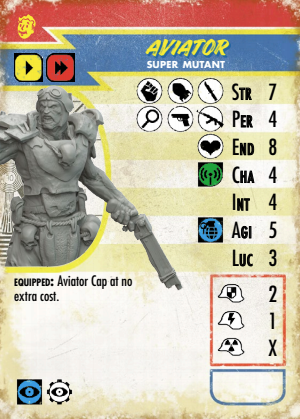 AVIATOR
SUPER MUTANT
STR 7
PER 4
END 8
CHA 4
INT 4
AGI 5
LUC 3
EQUIPPED: Aviator Cap at no
extra cost.
2
1
X